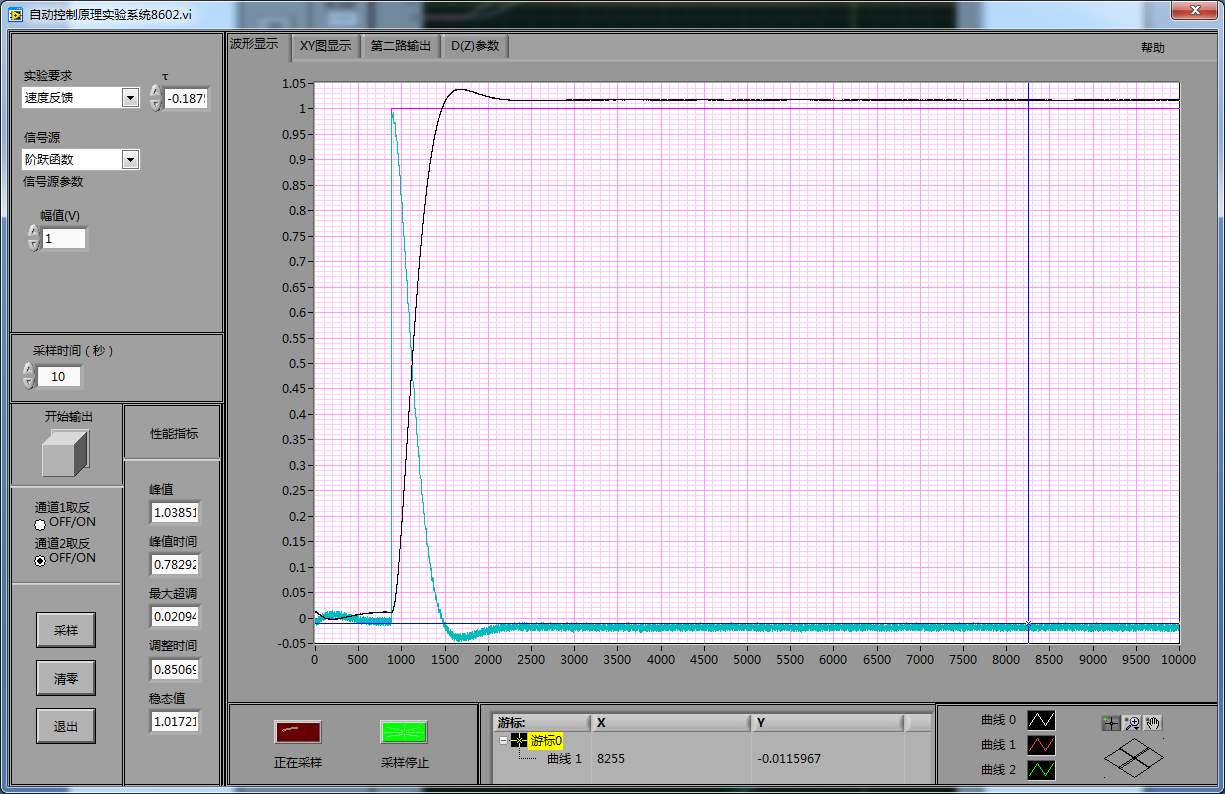 自动控制原理实验系统8602.vi
波形显示
XY图显示
第二路输出
D(Z)参数
帮助
实验要求
τ
速度反馈
-0.1875
信号源
阶跃函数
信号源参数
幅值(V)
1
采样时间（秒）
10
开始输出
性能指标
通道1取反
OFF/ON
通道2取反
OFF/ON
峰值
1.03851
峰值时间
0.78292
最大超调
0.02094
调整时间
0.85069
稳态值
1.01721
采样
清零
退出
1.05
1
0.95
0.9
0.85
0.8
0.75
0.7
0.65
0.6
0.55
0.5
0.45
0.4
0.35
0.3
0.25
0.2
0.15
0.1
0.05
0
-0.05
0 500 1000 1500 2000 2500 3000 3500 4000 4500 5000 5500 6000 6500 7000 7500 8000 8500 9000 9500 10000
正在采样
采样停止
游标: X Y
游标0
曲线 1 8255 -0.0115967
曲线 0
曲线 1
曲线 2